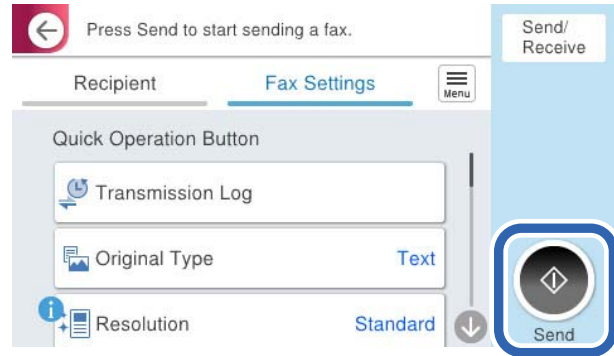 Press Send to start sending a fax.
Send/
Receive
Recipient
Fax Settings
Menu
Quick Operation Button
Transmission Log
Original Type
Text
i
Resolution
Standard
Send